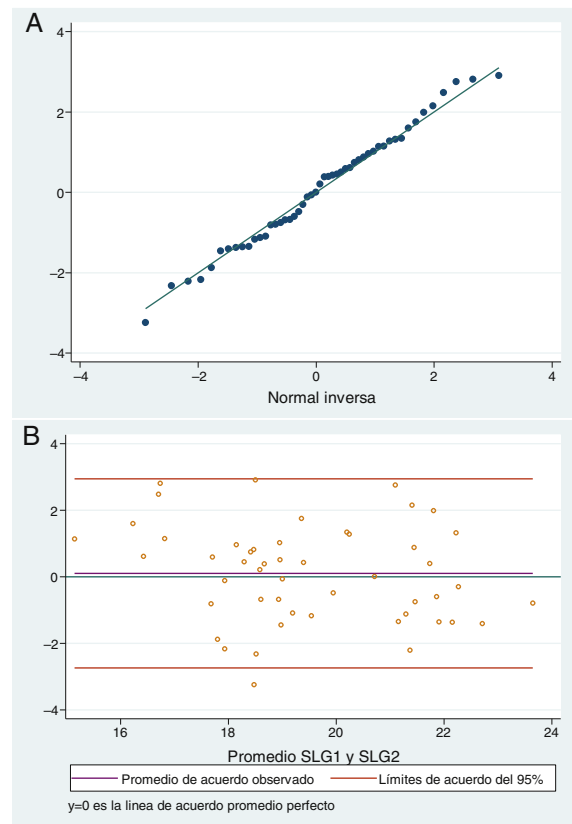 A
4
2
0
−2
−4
−4 −2 0 2 4
Normal inversa
B
4
2
0
−2
−4
16 18 20 22 24
Promedio SLG1 y SLG2
Promedio de acuerdo observado Límites de acuerdo del 95%
y=0 es la linea de acuerdo promedio perfecto